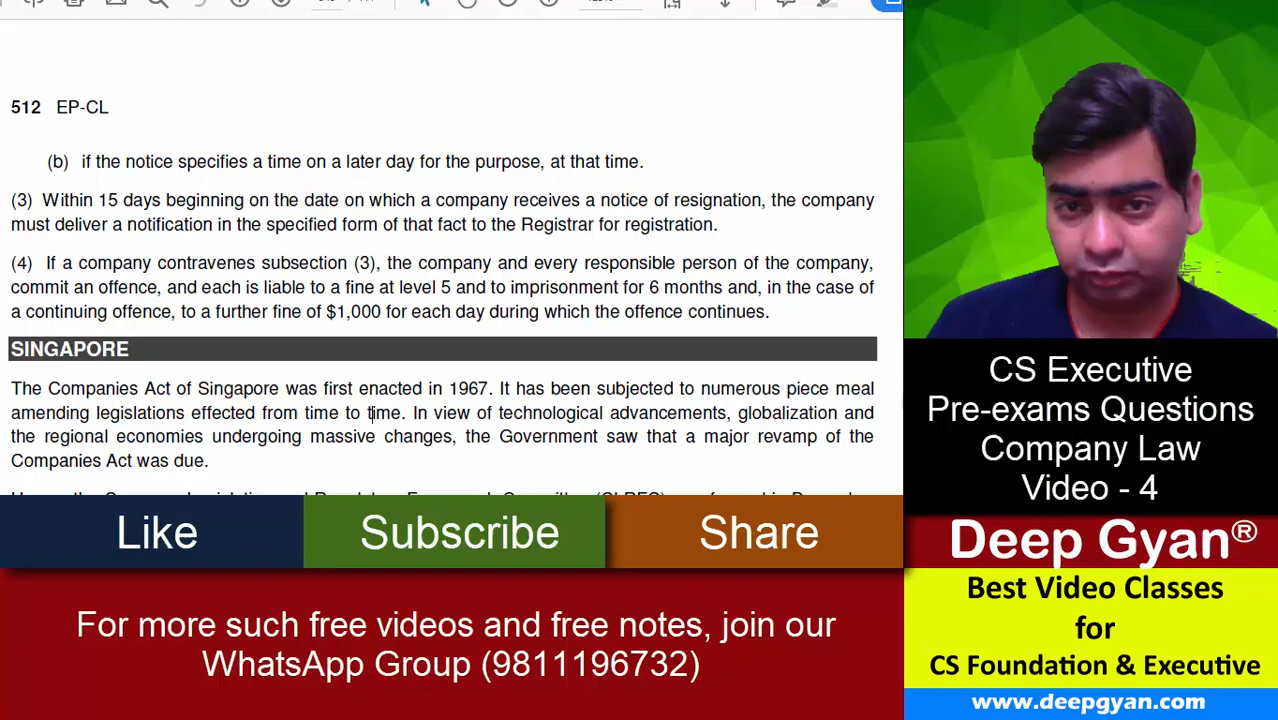 512 EP-CL
(b) if the notice specifies a time on a later day for the purpose, at that time.
(3) Within 15 days beginning on the date on which a company receives a notice of resignation, the company
must deliver a notification in the specified form of that fact to the Registrar for registration.
(4) If a company contravenes subsection (3), the company and every responsible person of the company,
commit an offence, and each is liable to a fine at level 5 and to imprisonment for 6 months and, in the case of
a continuing offence, to a further fine of $1,000 for each day during which the offence continues.
SINGAPORE
The Companies Act of Singapore was first enacted in 1967. It has been subjected to numerous piece meal
amending legislations effected from time to time. In view of technological advancements, globalization and
the regional economies undergoing massive changes, the Government saw that a major revamp of the
Companies Act was due.
Like
Subscribe
Share
For more such free videos and free notes, join our
WhatsApp Group (9811196732)
CS Executive
Pre-exams Questions
Company Law
Video - 4
Deep Gyan®
Best Video Classes
for
CS Foundation & Executive
www.deepgyan.com